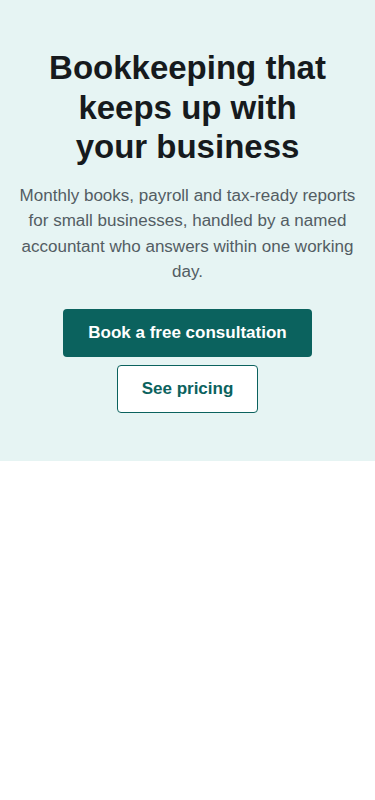 Bookkeeping that
keeps up with
your business
Monthly books, payroll and tax-ready reports
for small businesses, handled by a named
accountant who answers within one working
day.
Book a free consultation
See pricing